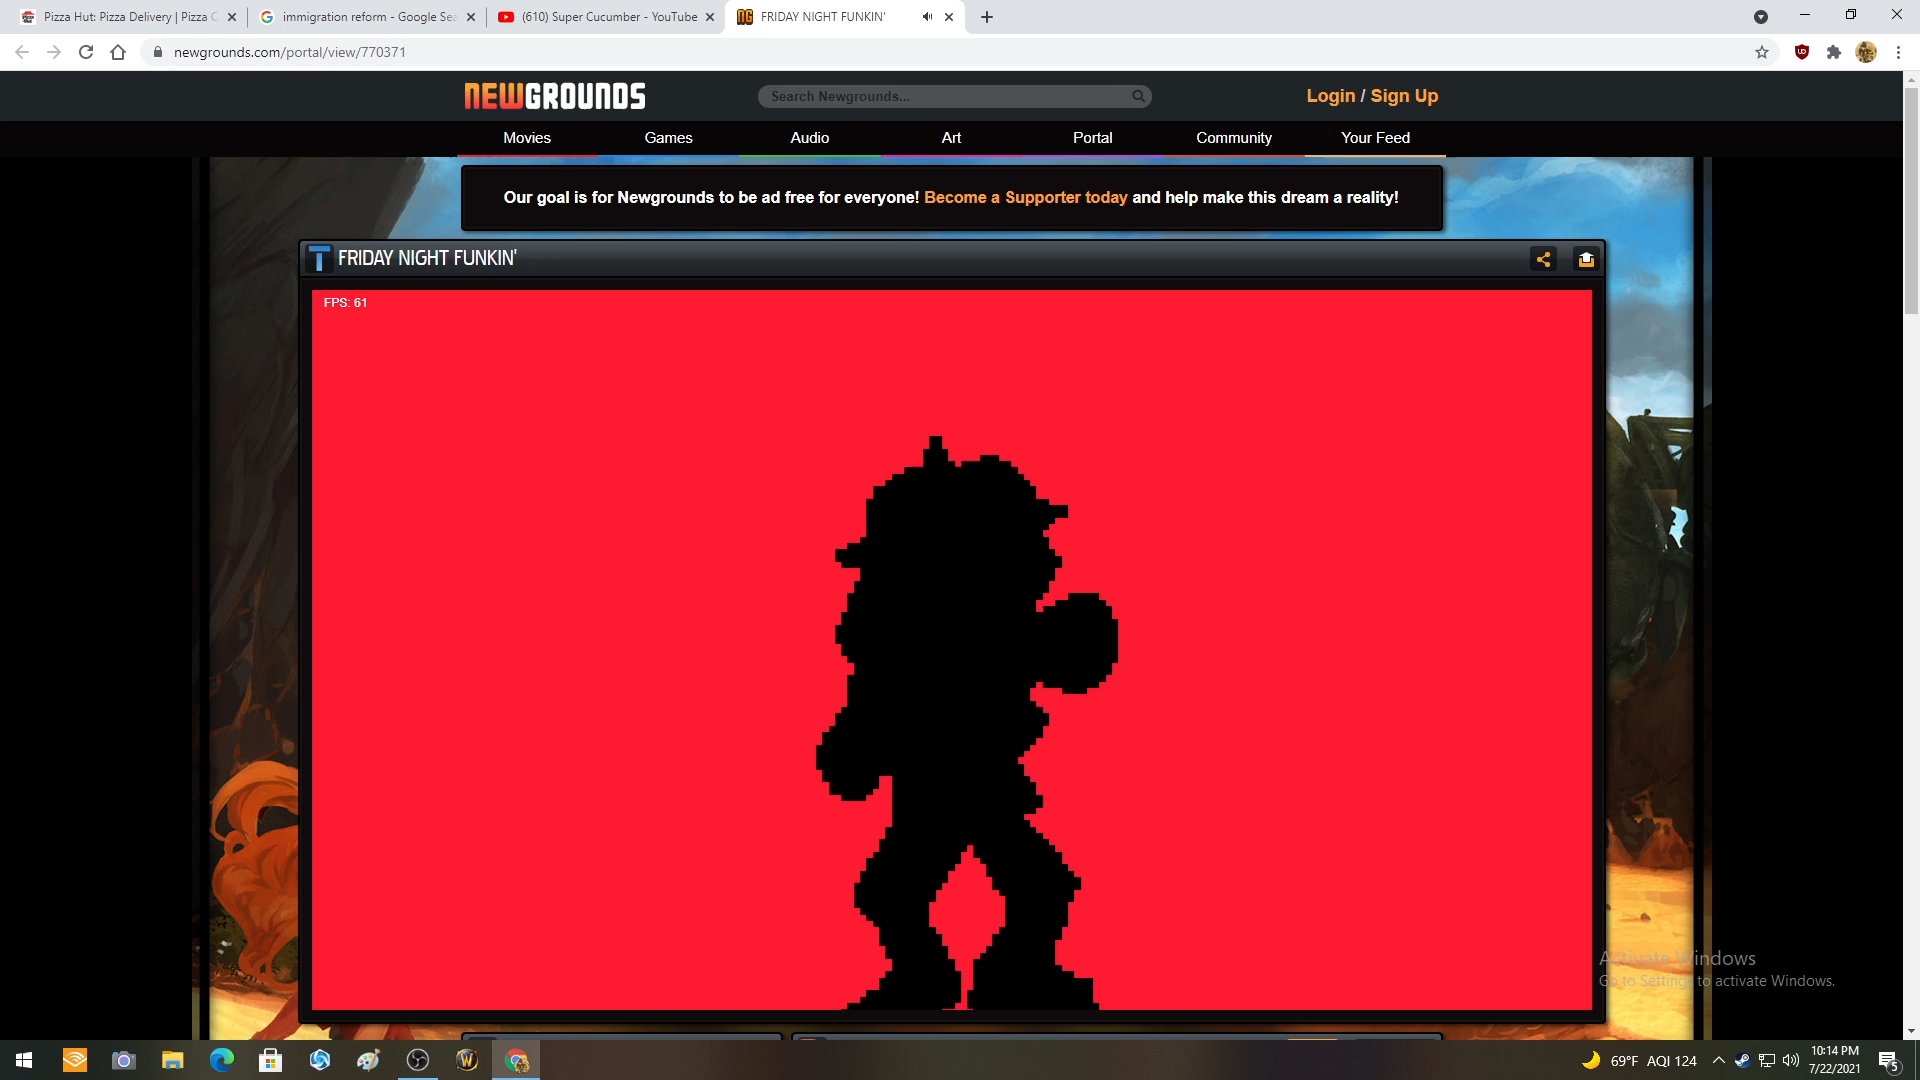 Pizza Hut: Pizza Delivery | Pizza C
immigration reform - Google Sea
(610) Super Cucumber - YouTube
FRIDAY NIGHT FUNKIN'
newgrounds.com/portal/view/770371
NEWGROUNDS
Search Newgrounds...
Login / Sign Up
Movies
Games
Audio
Art
Portal
Community
Your Feed
Our goal is for Newgrounds to be ad free for everyone! Become a Supporter today and help make this dream a reality!
T FRIDAY NIGHT FUNKIN'
FPS: 61
Activate Windows
Go to Settings to activate Windows.
69°F AQI 124
10:14 PM
7/22/2021
5